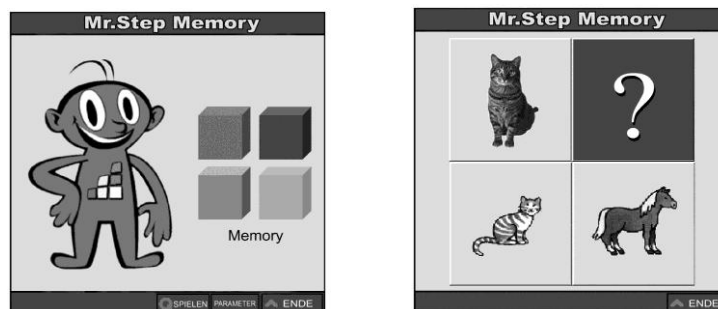 Mr.Step Memory
Memory
SPIELEN PARAMETER ENDE
Mr.Step Memory
?
ENDE